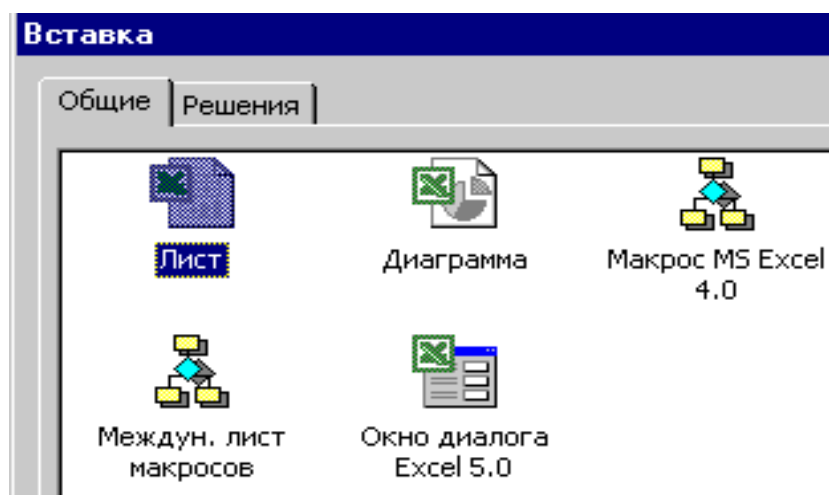 Вставка
Общие
Решения
Лист
Диаграмма
Макрос MS Excel
4.0
Междун. лист
макросов
Окно диалога
Excel 5.0